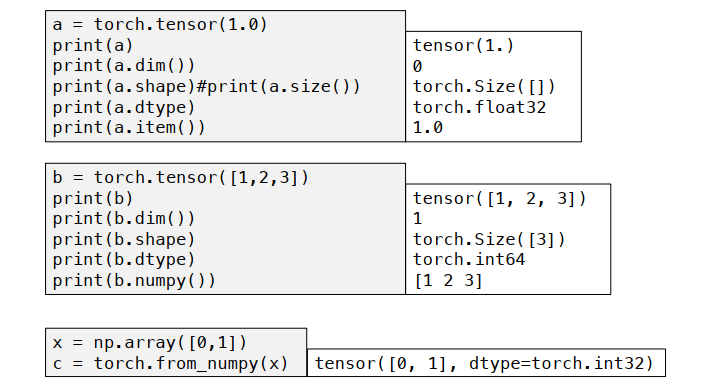 a = torch.tensor(1.0)
print(a) tensor(1.)
print(a.dim()) 0
print(a.shape)#print(a.size()) torch.Size([])
print(a.dtype) torch.float32
print(a.item()) 1.0
b = torch.tensor([1,2,3])
print(b) tensor([1, 2, 3])
print(b.dim()) 1
print(b.shape) torch.Size([3])
print(b.dtype) torch.int64
print(b.numpy()) [1 2 3]
x = np.array([0,1])
c = torch.from_numpy(x) tensor([0, 1], dtype=torch.int32)